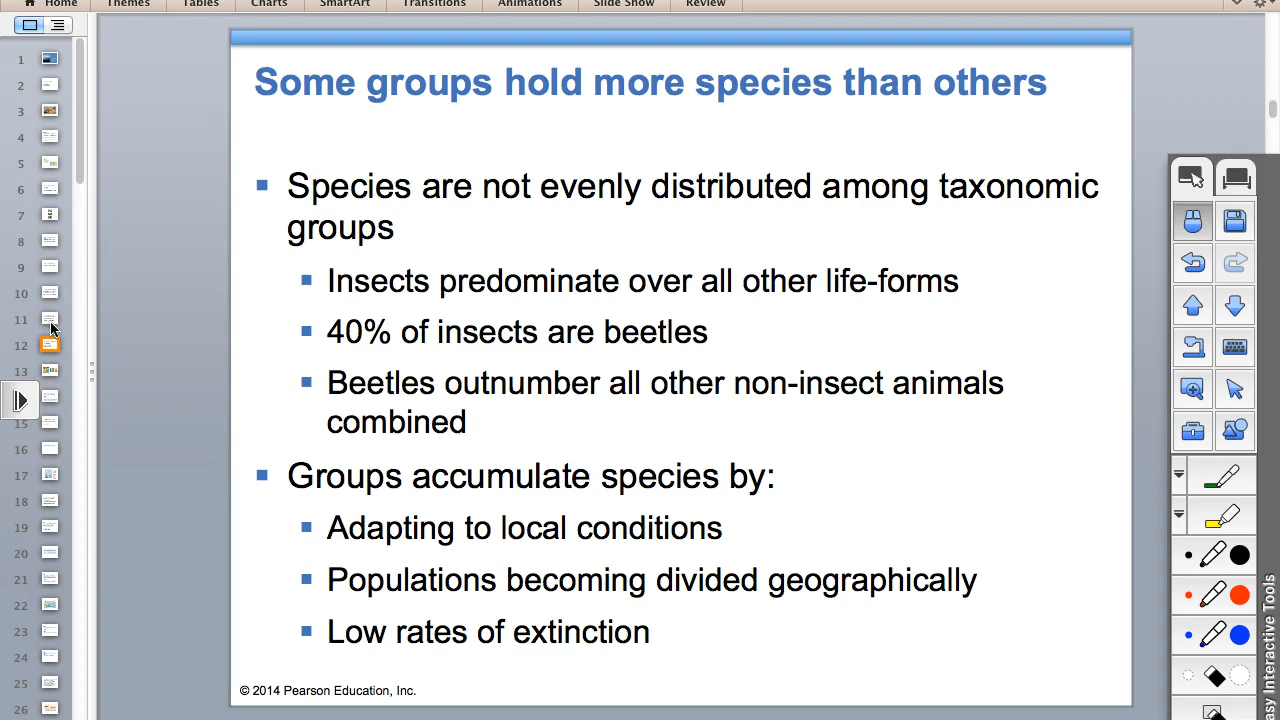 Home Themes Tables Charts SmartArt Transitions Animations Slide Show Review
Some groups hold more species than others
Species are not evenly distributed among taxonomic
groups
Insects predominate over all other life-forms
40% of insects are beetles
Beetles outnumber all other non-insect animals
combined
Groups accumulate species by:
Adapting to local conditions
Populations becoming divided geographically
Low rates of extinction
© 2014 Pearson Education, Inc.
1
2
3
4
5
6
7
8
9
10
11
12
13
15
16
17
18
19
20
21
22
23
24
25
26
Interactive Tools